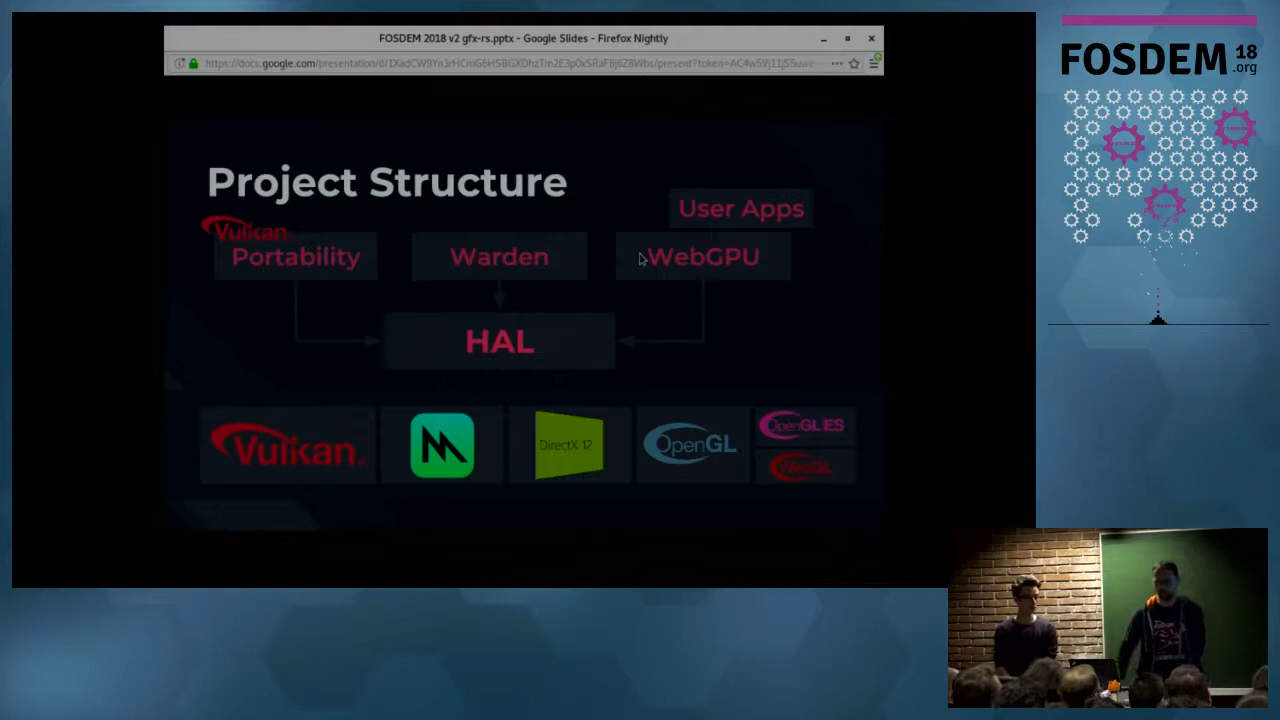 FOSDEM 2018 v2 gfx-rs.pptx - Google Slides - Firefox Nightly
FOSDEM 18
.org
Project Structure
User Apps
Vulkan
Portability
Warden
WebGPU
HAL
Vulkan
DirectX 12
OpenGL
OpenGL|ES
WebGL